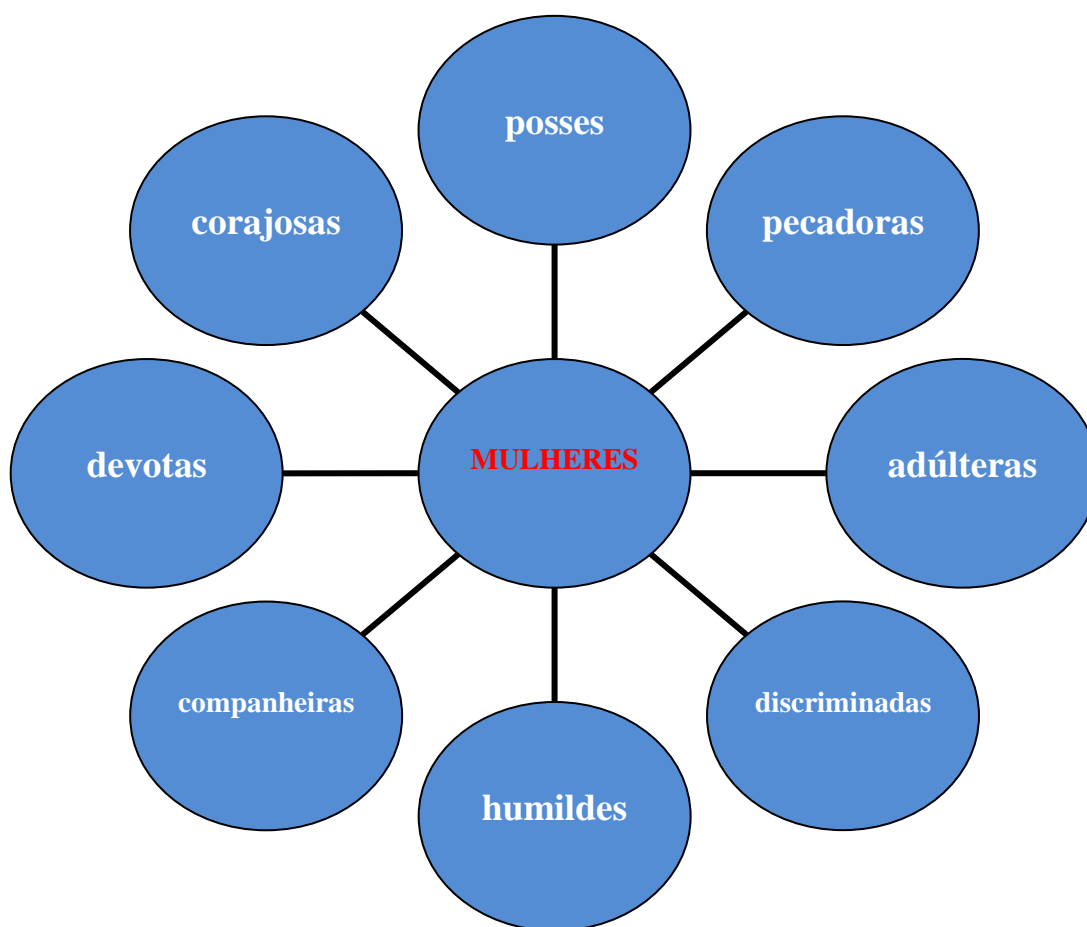 posses
corajosas
pecadoras
devotas
MULHERES
adúlteras
companheiras
discriminadas
humildes